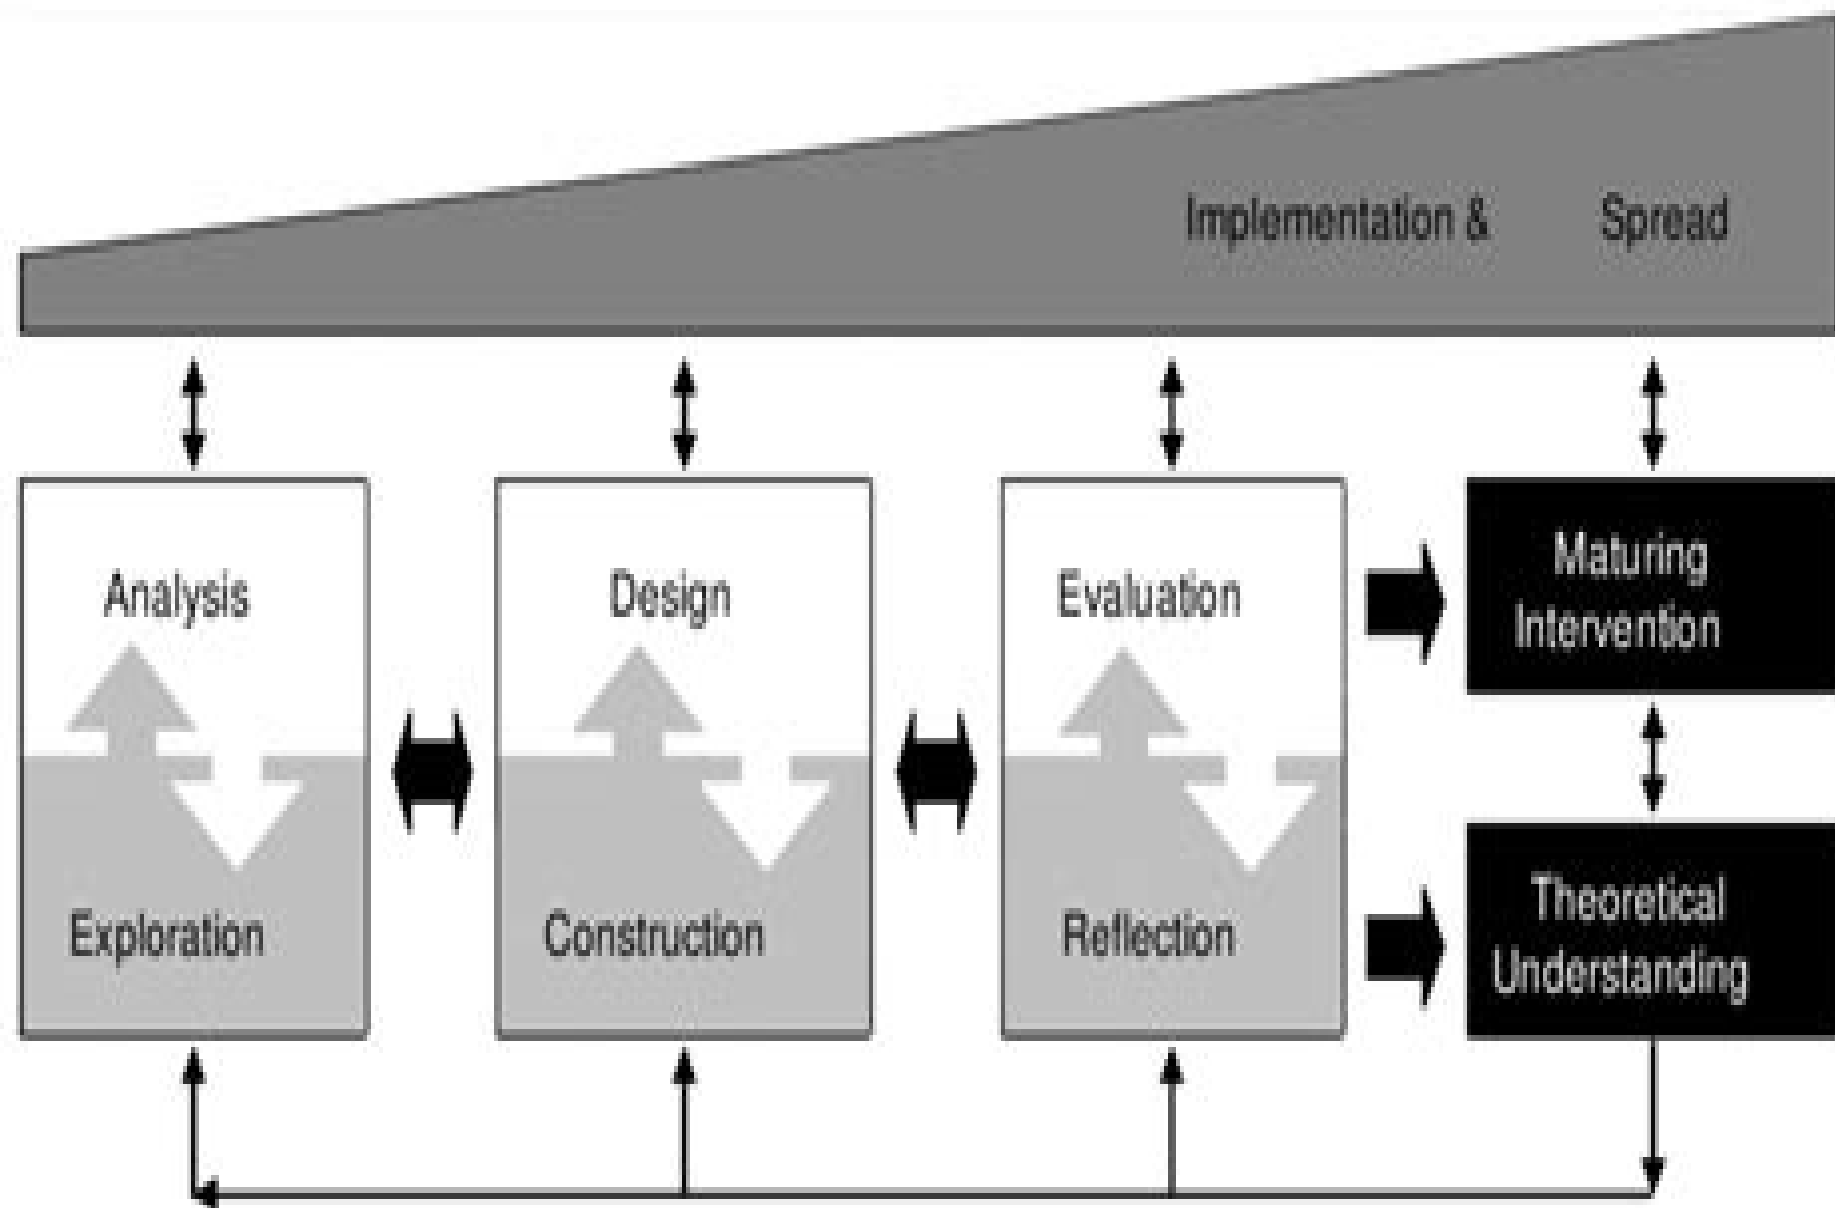 Implementation & Spread
Analysis
Design
Evaluation
Maturing
Intervention
Exploration
Construction
Reflection
Theoretical
Understanding